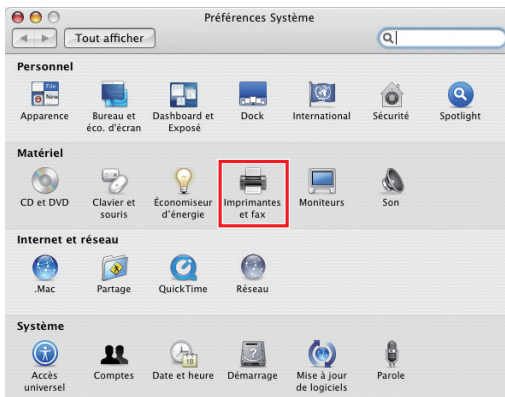 Préférences Système
Tout afficher
Personnel
File
New
Apparence
Bureau et
éco. d'écran
Dashboard et
Exposé
Dock
International
Sécurité
Spotlight
Matériel
CD et DVD
Clavier et
souris
Économiseur
d'énergie
Imprimantes
et fax
Moniteurs
Son
Internet et réseau
.Mac
Partage
QuickTime
Réseau
Système
18
Accès
universel
Comptes
Date et heure
Démarrage
Mise à jour
de logiciels
Parole